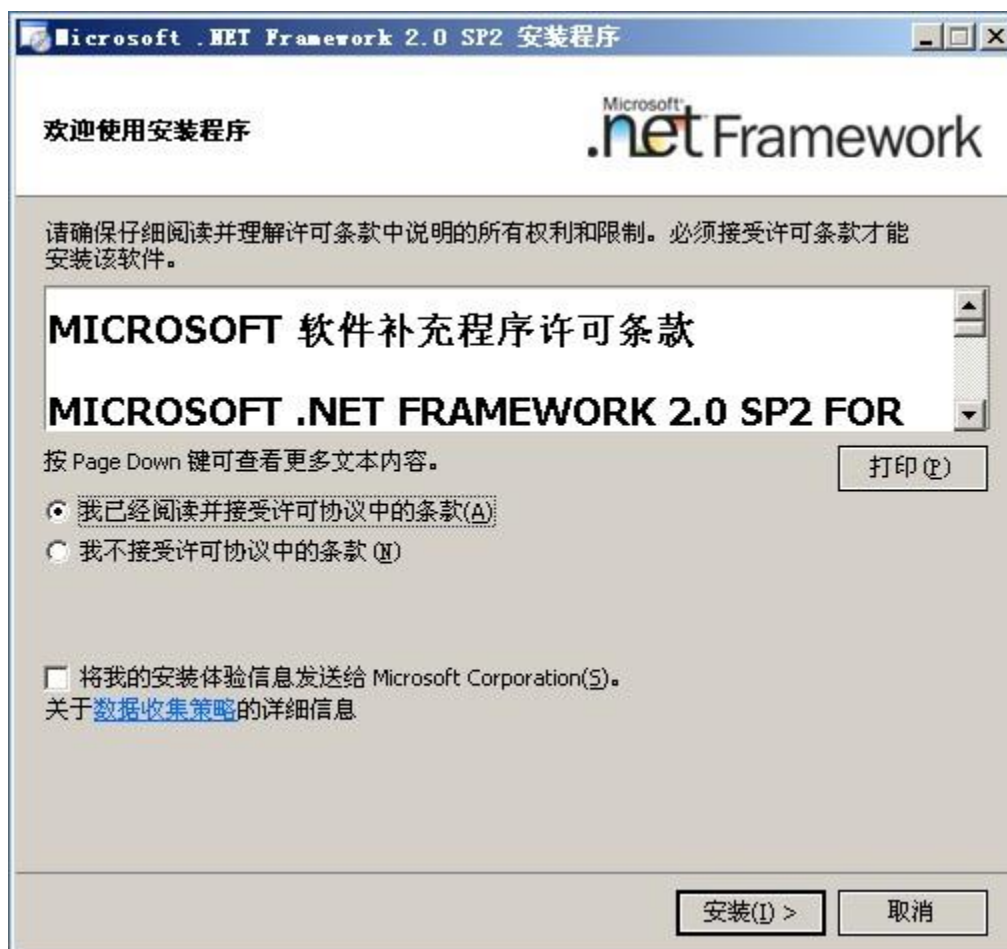 Microsoft .NET Framework 2.0 SP2 安装程序
欢迎使用安装程序
Microsoft
.net Framework
请确保仔细阅读并理解许可条款中说明的所有权利和限制。必须接受许可条款才能
安装该软件。
MICROSOFT 软件补充程序许可条款
MICROSOFT .NET FRAMEWORK 2.0 SP2 FOR
按 Page Down 键可查看更多文本内容。
打印(P)
我已经阅读并接受许可协议中的条款(A)
我不接受许可协议中的条款(N)
将我的安装体验信息发送给 Microsoft Corporation(S)。
关于数据收集策略的详细信息
安装(I) >
取消